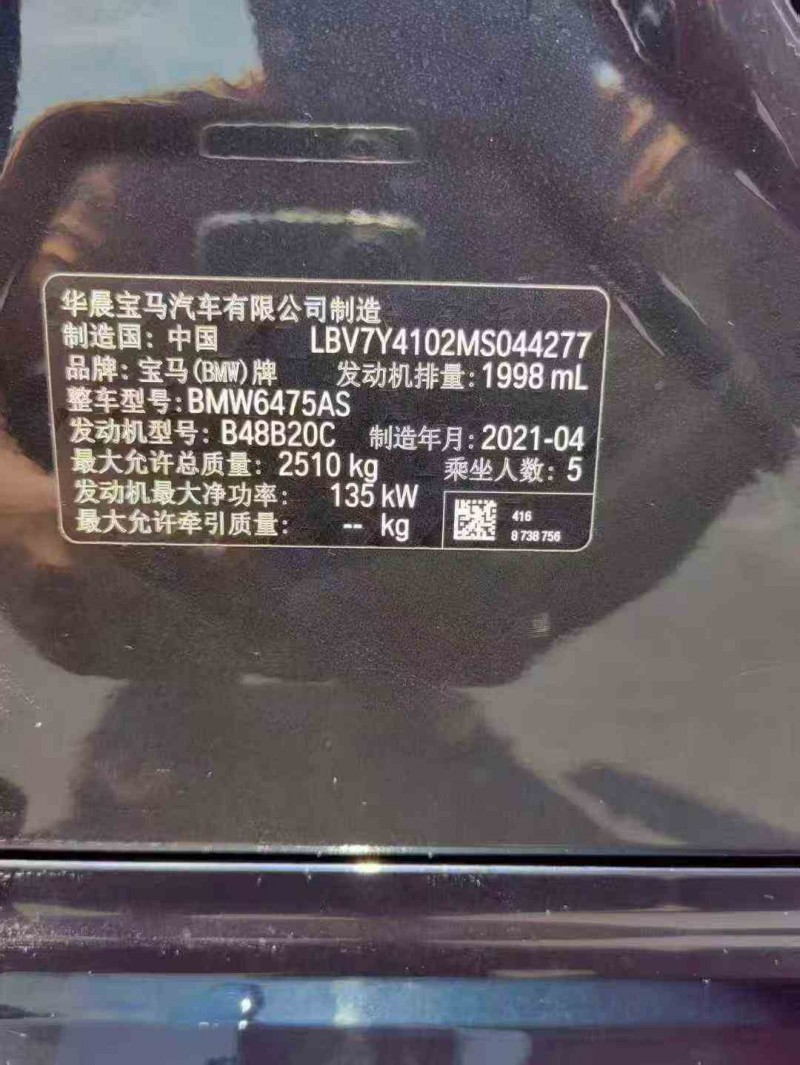 华晨宝马汽车有限公司制造
制造国：中国 LBV7Y4102MS044277
品牌：宝马(BMW)牌 发动机排量：1998 mL
整车型号：BMW6475AS
发动机型号：B48B20C 制造年月：2021-04
最大允许总质量：2510 kg 乘坐人数：5
发动机最大净功率：135 kW
最大允许牵引质量：-- kg
416
8 738 756